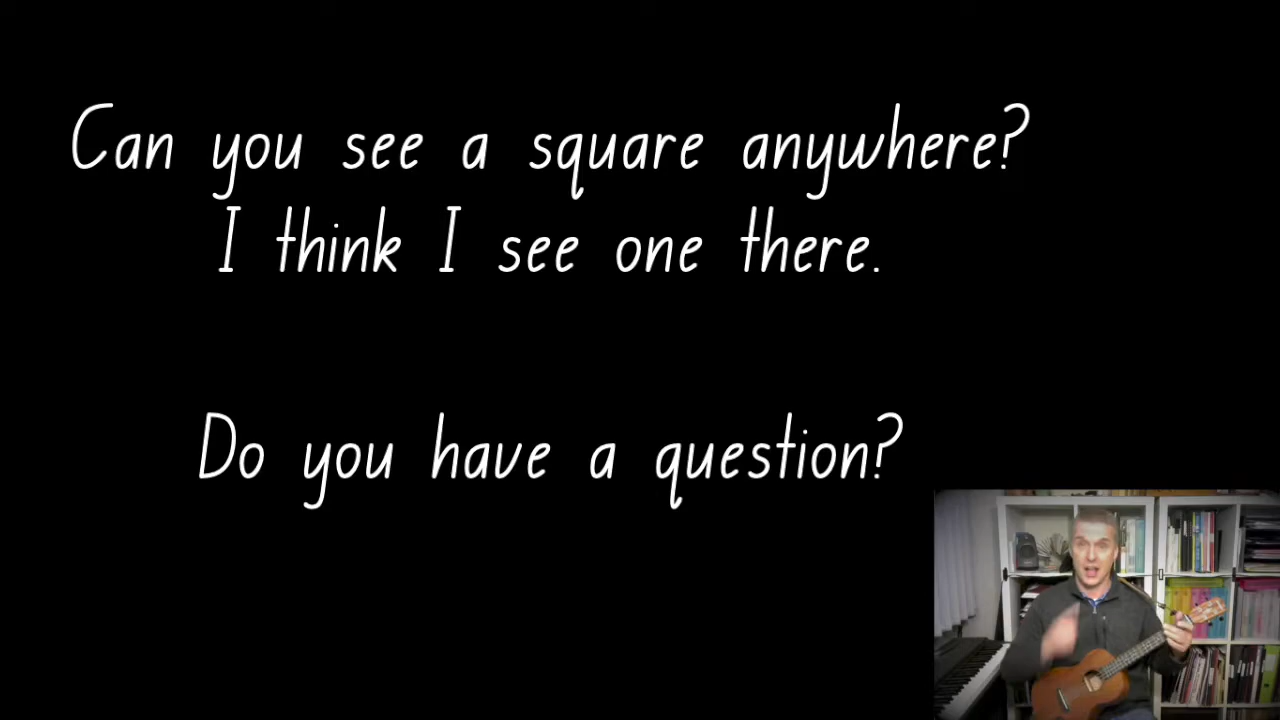 Can you see a square anywhere?
I think I see one there.
Do you have a question?